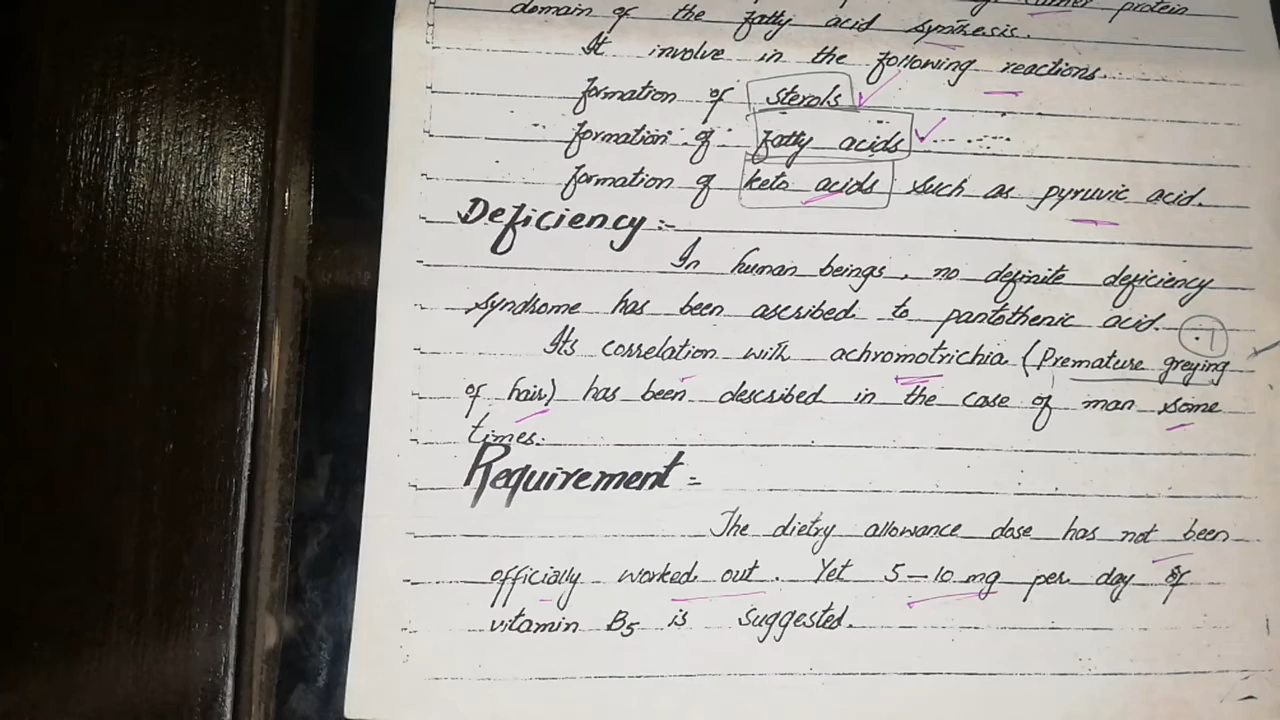 carrier protein
domain of the fatty acid synthesis.
It involve in the following reactions.
formation of sterols
formation of fatty acids
formation of keto acids such as pyruvic acid.
Deficiency :-
In human beings, no definite deficiency
syndrome has been ascribed to pantothenic acid.
Its correlation with achromotrichia (Premature greying
of hair) has been described in the case of man some
times.
Requirement -
The dietry allowance dose has not been
officially worked out. Yet 5-10 mg per day of
vitamin B5 is suggested.